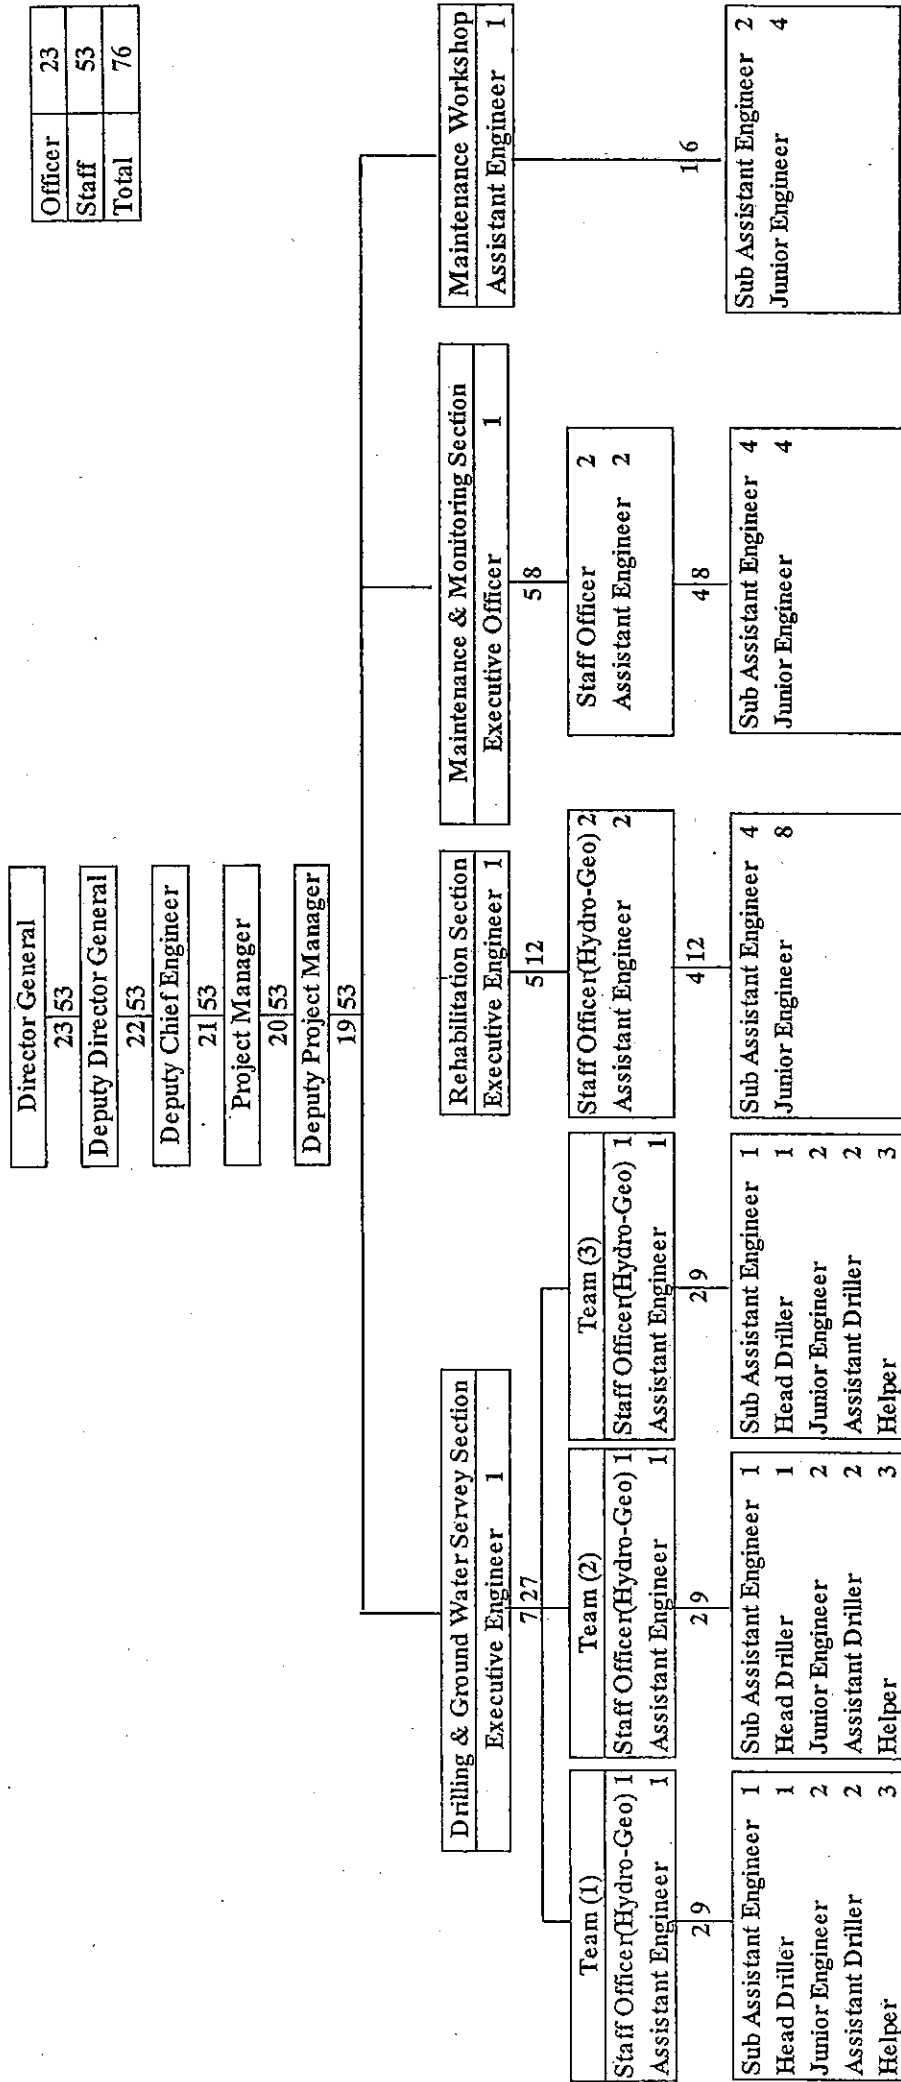 Officer 23
Staff 53
Total 76
Director General
23 53
Deputy Director General
22 53
Deputy Chief Engineer
21 53
Project Manager
20 53
Deputy Project Manager
19 53
Drilling & Ground Water Servey Section
Executive Engineer 1
7 27
Team (1)
Staff Officer(Hydro-Geo) 1
Assistant Engineer 1
2 9
Sub Assistant Engineer 1
Head Driller 1
Junior Engineer 2
Assistant Driller 2
Helper 3
Team (2)
Staff Officer(Hydro-Geo) 1
Assistant Engineer 1
2 9
Sub Assistant Engineer 1
Head Driller 1
Junior Engineer 2
Assistant Driller 2
Helper 3
Team (3)
Staff Officer(Hydro-Geo) 1
Assistant Engineer 1
2 9
Sub Assistant Engineer 1
Head Driller 1
Junior Engineer 2
Assistant Driller 2
Helper 3
Rehabilitation Section
Executive Engineer 1
5 12
Staff Officer(Hydro-Geo) 2
Assistant Engineer 2
4 12
Sub Assistant Engineer 4
Junior Engineer 8
Maintenance & Monitoring Section
Executive Officer 1
5 8
Staff Officer 2
Assistant Engineer 2
4 8
Sub Assistant Engineer 4
Junior Engineer 4
Maintenance Workshop
Assistant Engineer 1
1 6
Sub Assistant Engineer 2
Junior Engineer 4